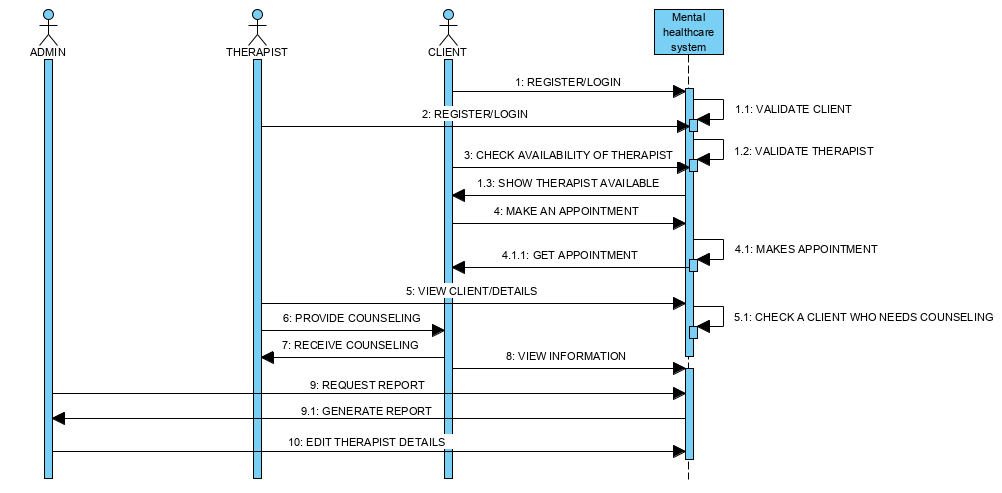 ADMIN
THERAPIST
CLIENT
Mental
healthcare
system
1: REGISTER/LOGIN
1.1: VALIDATE CLIENT
2: REGISTER/LOGIN
1.2: VALIDATE THERAPIST
3: CHECK AVAILABILITY OF THERAPIST
1.3: SHOW THERAPIST AVAILABLE
4: MAKE AN APPOINTMENT
4.1: MAKES APPOINTMENT
4.1.1: GET APPOINTMENT
5: VIEW CLIENT/DETAILS
5.1: CHECK A CLIENT WHO NEEDS COUNSELING
6: PROVIDE COUNSELING
7: RECEIVE COUNSELING
8: VIEW INFORMATION
9: REQUEST REPORT
9.1: GENERATE REPORT
10: EDIT THERAPIST DETAILS